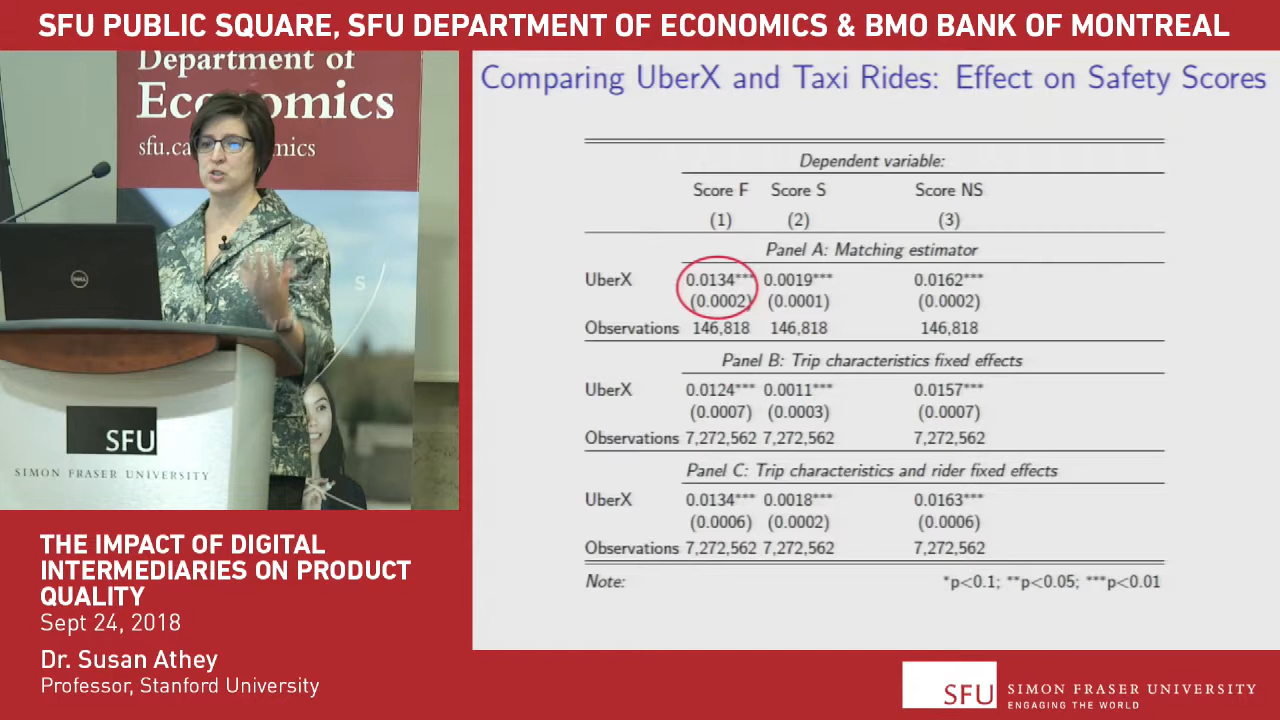 SFU PUBLIC SQUARE, SFU DEPARTMENT OF ECONOMICS & BMO BANK OF MONTREAL
Department of
Economics
sfu.ca
omics
DELL
S
SFU
SIMON FRASER UNIVERSITY
Comparing UberX and Taxi Rides: Effect on Safety Scores
Dependent variable:
Score F Score S Score NS
(1) (2) (3)
Panel A: Matching estimator
UberX 0.0134*** 0.0019*** 0.0162***
(0.0002) (0.0001) (0.0002)
Observations 146,818 146,818 146,818
Panel B: Trip characteristics fixed effects
UberX 0.0124*** 0.0011*** 0.0157***
(0.0007) (0.0003) (0.0007)
Observations 7,272,562 7,272,562 7,272,562
Panel C: Trip characteristics and rider fixed effects
UberX 0.0134*** 0.0018*** 0.0163***
(0.0006) (0.0002) (0.0006)
Observations 7,272,562 7,272,562 7,272,562
Note: *p<0.1; **p<0.05; ***p<0.01
THE IMPACT OF DIGITAL
INTERMEDIARIES ON PRODUCT
QUALITY
Sept 24, 2018
Dr. Susan Athey
Professor, Stanford University
SFU
SIMON FRASER UNIVERSITY
ENGAGING THE WORLD